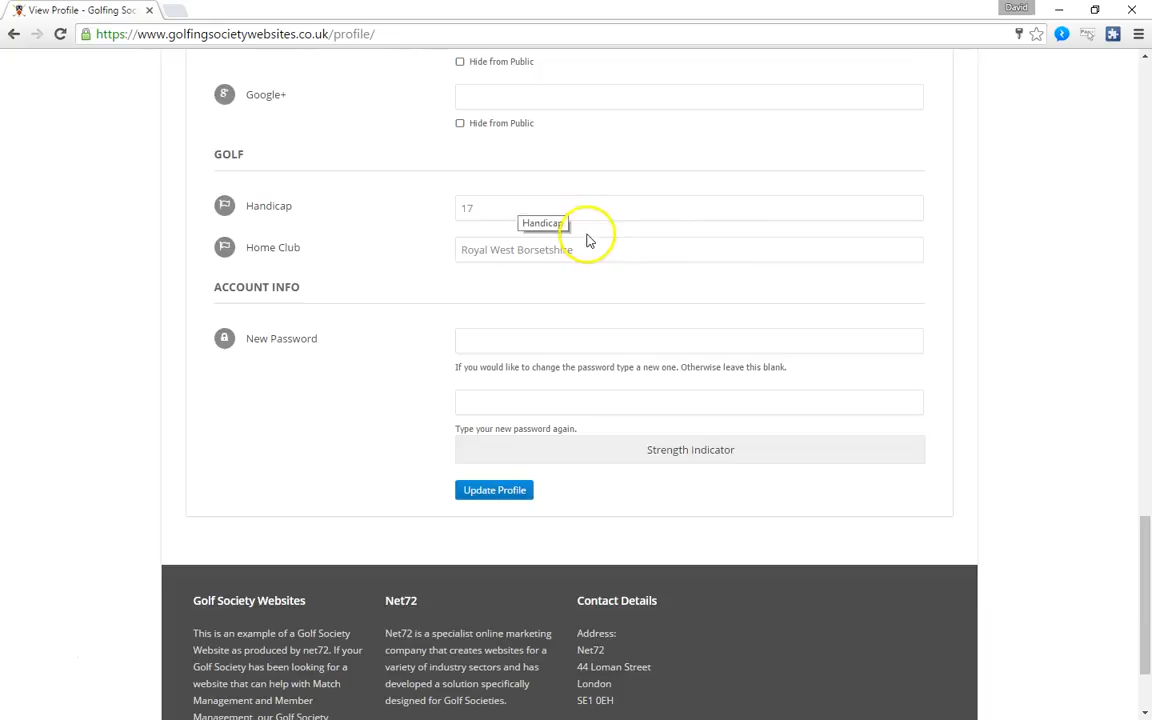 View Profile - Golfing Soc
David
https://www.golfingsocietywebsites.co.uk/profile/
Hide from Public
Google+
Hide from Public
GOLF
Handicap
17
Handicap
Home Club
Royal West Borsetshire
ACCOUNT INFO
New Password
If you would like to change the password type a new one. Otherwise leave this blank.
Type your new password again.
Strength Indicator
Update Profile
Golf Society Websites
This is an example of a Golf Society
Website as produced by net72. If your
Golf Society has been looking for a
website that can help with Match
Management and Member
Management, our Golf Society
Net72
Net72 is a specialist online marketing
company that creates websites for a
variety of industry sectors and has
developed a solution specifically
designed for Golf Societies.
Contact Details
Address:
Net72
44 Loman Street
London
SE1 0EH